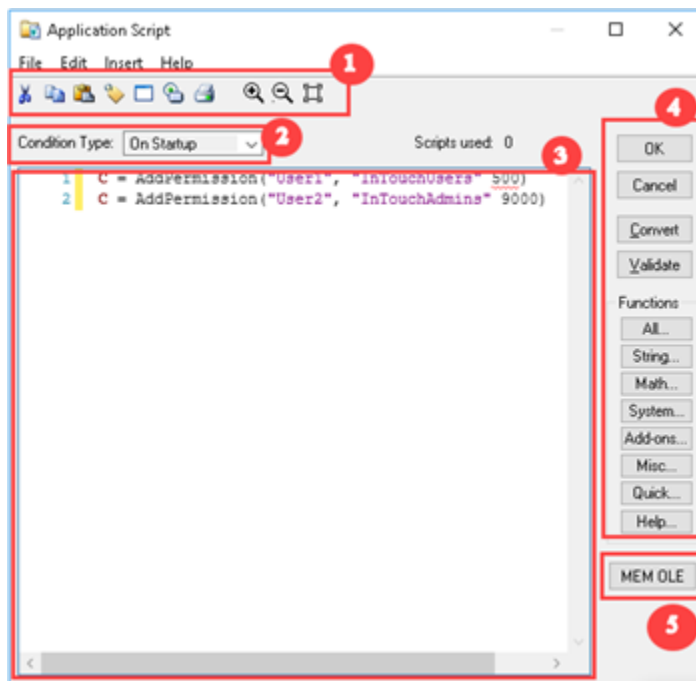 Application Script
File Edit Insert Help
1
Condition Type: On Startup
2
Scripts used: 0
3
4
1 C = AddPermission("User1", "InTouchUsers" 500)
2 C = AddPermission("User2", "InTouchAdmins" 9000)
OK
Cancel
Convert
Validate
Functions
All...
String...
Math...
System...
Add-ons...
Misc...
Quick...
Help...
MEM OLE
5